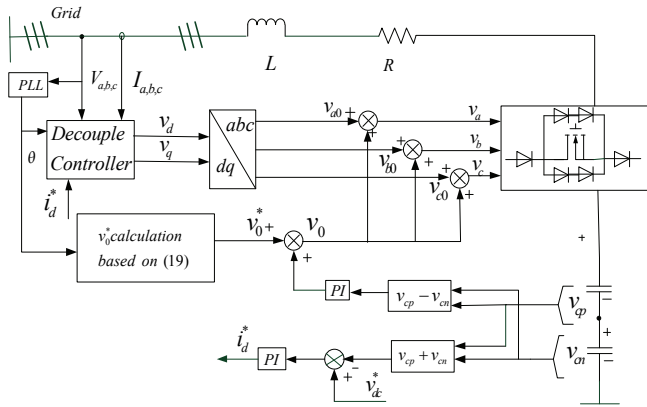 Grid
L
R
PLL
V_{a,b,c}
I_{a,b,c}
θ
Decouple
Controller
v_d
v_q
abc
dq
v_{a0} +
+
v_a
v_{b0}
+
+
v_b
v_{c0}
+
+
v_c
i_d^*
v_0^* calculation
based on (19)
v_0^* +
+
v_0
PI
v_{cp} − v_{cn}
+
−
v_{cp}
+
−
v_{cn}
i_d^*
PI
+
−
v_{dc}^*
v_{cp} + v_{cn}